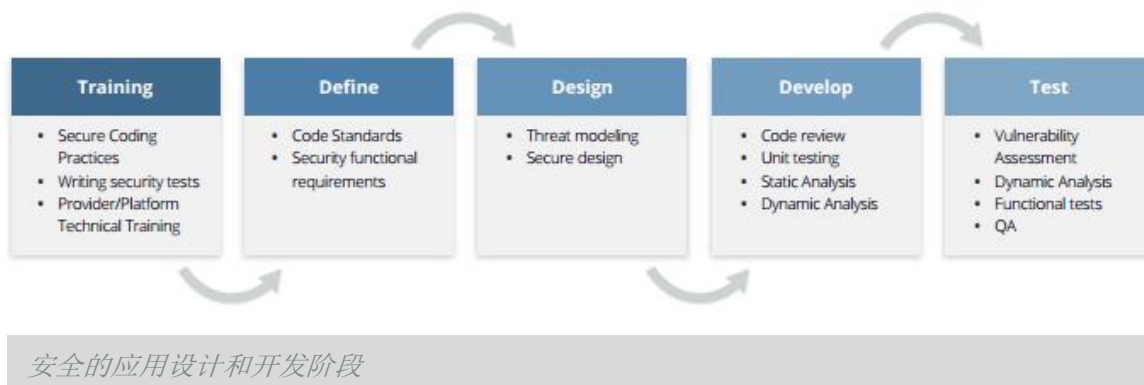 Training
• Secure Coding
Practices
• Writing security tests
• Provider/Platform
Technical Training
Define
• Code Standards
• Security functional
requirements
Design
• Threat modeling
• Secure design
Develop
• Code review
• Unit testing
• Static Analysis
• Dynamic Analysis
Test
• Vulnerability
Assessment
• Dynamic Analysis
• Functional tests
• QA
安全的应用设计和开发阶段